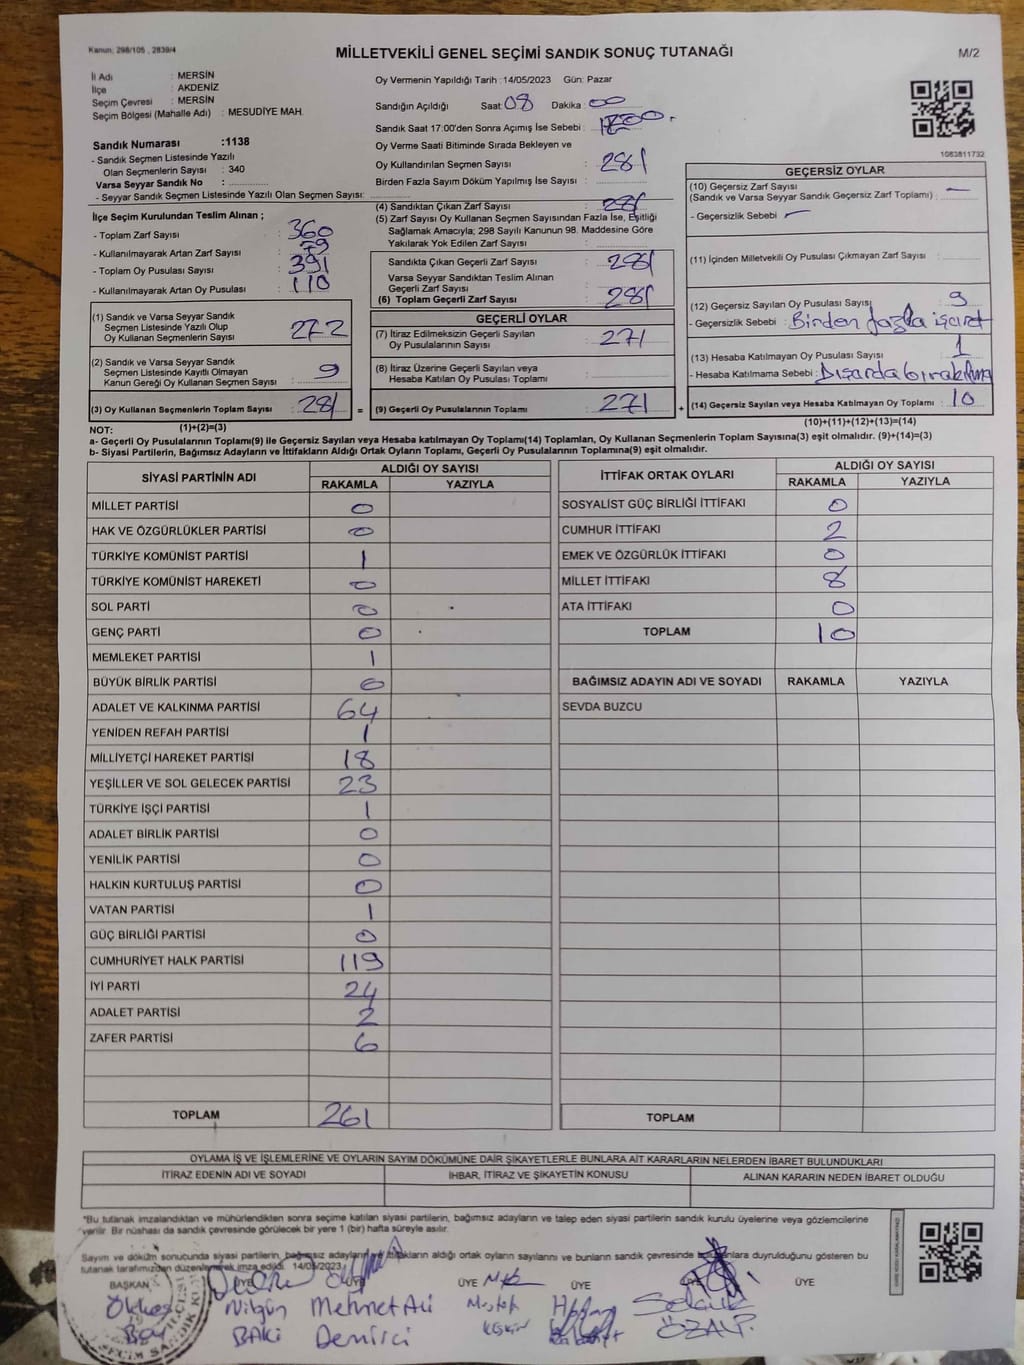 Kanun: 298/105 , 2839/4
MİLLETVEKİLİ GENEL SEÇİMİ SANDIK SONUÇ TUTANAĞI
M/2
İl Adı : MERSİN
İlçe : AKDENİZ
Seçim Çevresi : MERSİN
Seçim Bölgesi (Mahalle Adı) : MESUDİYE MAH.
Sandık Numarası :1138
- Sandık Seçmen Listesinde Yazılı
Olan Seçmenlerin Sayısı : 340
Varsa Seyyar Sandık No :
- Seyyar Sandık Seçmen Listesinde Yazılı Olan Seçmen Sayısı:
İlçe Seçim Kurulundan Teslim Alınan ;
- Toplam Zarf Sayısı : 360
- Kullanılmayarak Artan Zarf Sayısı : 79
- Toplam Oy Pusulası Sayısı : 391
- Kullanılmayarak Artan Oy Pusulası : 110
(1) Sandık ve Varsa Seyyar Sandık
Seçmen Listesinde Yazılı Olup
Oy Kullanan Seçmenlerin Sayısı : 272
(2) Sandık ve Varsa Seyyar Sandık
Seçmen Listesinde Kayıtlı Olmayan
Kanun Gereği Oy Kullanan Seçmen Sayısı : 9
(3) Oy Kullanan Seçmenlerin Toplam Sayısı : 281
=
(1)+(2)=(3)
Oy Vermenin Yapıldığı Tarih :14/05/2023 Gün: Pazar
Sandığın Açıldığı Saat: 08 Dakika: 00
Sandık Saat 17:00'den Sonra Açımış İse Sebebi :
Oy Verme Saati Bitiminde Sırada Bekleyen ve
Oy Kullandırılan Seçmen Sayısı : 281
Birden Fazla Sayım Döküm Yapılmış İse Sayısı :
(4) Sandıktan Çıkan Zarf Sayısı : 281
(5) Zarf Sayısı Oy Kullanan Seçmen Sayısından Fazla İse, Eşitliği
Sağlamak Amacıyla; 298 Sayılı Kanunun 98. Maddesine Göre
Yakılarak Yok Edilen Zarf Sayısı :
Sandıkta Çıkan Geçerli Zarf Sayısı : 281
Varsa Seyyar Sandıktan Teslim Alınan
Geçerli Zarf Sayısı :
(6) Toplam Geçerli Zarf Sayısı : 281
GEÇERLİ OYLAR
(7) İtiraz Edilmeksizin Geçerli Sayılan
Oy Pusulalarının Sayısı : 271
(8) İtiraz Üzerine Geçerli Sayılan veya
Hesaba Katılan Oy Pusulası Toplamı :
(9) Geçerli Oy Pusulalarının Toplamı : 271
+
1083811732
GEÇERSİZ OYLAR
(10) Geçersiz Zarf Sayısı
(Sandık ve Varsa Seyyar Sandık Geçersiz Zarf Toplamı) : —
- Geçersizlik Sebebi : —
(11) İçinden Milletvekili Oy Pusulası Çıkmayan Zarf Sayısı :
(12) Geçersiz Sayılan Oy Pusulası Sayısı : 9
- Geçersizlik Sebebi : Birden fazla işaret
(13) Hesaba Katılmayan Oy Pusulası Sayısı : 1
- Hesaba Katılmama Sebebi : Dışarda bırakılma
(14) Geçersiz Sayılan veya Hesaba Katılmayan Oy Toplamı : 10
(10)+(11)+(12)+(13)=(14)
NOT:
a- Geçerli Oy Pusulalarının Toplamı(9) ile Geçersiz Sayılan veya Hesaba katılmayan Oy Toplamı(14) Toplamları, Oy Kullanan Seçmenlerin Toplam Sayısına(3) eşit olmalıdır. (9)+(14)=(3)
b- Siyasi Partilerin, Bağımsız Adayların ve İttifakların Aldığı Ortak Oyların Toplamı, Geçerli Oy Pusulalarının Toplamına(9) eşit olmalıdır.
SİYASİ PARTİNİN ADI ALDIĞI OY SAYISI
RAKAMLA YAZIYLA
MİLLET PARTİSİ 0
HAK VE ÖZGÜRLÜKLER PARTİSİ 0
TÜRKİYE KOMÜNİST PARTİSİ 1
TÜRKİYE KOMÜNİST HAREKETİ 0
SOL PARTİ 0
GENÇ PARTİ 0
MEMLEKET PARTİSİ 1
BÜYÜK BİRLİK PARTİSİ 0
ADALET VE KALKINMA PARTİSİ 64
YENİDEN REFAH PARTİSİ 1
MİLLİYETÇİ HAREKET PARTİSİ 18
YEŞİLLER VE SOL GELECEK PARTİSİ 23
TÜRKİYE İŞÇİ PARTİSİ 1
ADALET BİRLİK PARTİSİ 0
YENİLİK PARTİSİ 0
HALKIN KURTULUŞ PARTİSİ 0
VATAN PARTİSİ 1
GÜÇ BİRLİĞİ PARTİSİ 0
CUMHURİYET HALK PARTİSİ 119
İYİ PARTİ 24
ADALET PARTİSİ 2
ZAFER PARTİSİ 6
TOPLAM 261
İTTİFAK ORTAK OYLARI ALDIĞI OY SAYISI
RAKAMLA YAZIYLA
SOSYALİST GÜÇ BİRLİĞİ İTTİFAKI 0
CUMHUR İTTİFAKI 2
EMEK VE ÖZGÜRLÜK İTTİFAKI 0
MİLLET İTTİFAKI 8
ATA İTTİFAKI 0
TOPLAM 10
BAĞIMSIZ ADAYIN ADI VE SOYADI RAKAMLA YAZIYLA
SEVDA BUZCU
TOPLAM
OYLAMA İŞ VE İŞLEMLERİNE VE OYLARIN SAYIM DÖKÜMÜNE DAİR ŞİKAYETLERLE BUNLARA AİT KARARLARIN NELERDEN İBARET BULUNDUKLARI
İTİRAZ EDENİN ADI VE SOYADI İHBAR, İTİRAZ VE ŞİKAYETİN KONUSU ALINAN KARARIN NEDEN İBARET OLDUĞU
*Bu tutanak imzalandıktan ve mühürlendikten sonra seçime katılan siyasi partilerin, bağımsız adayların ve talep eden siyasi partilerin sandık kurulu üyelerine veya gözlemcilerine
verilir. Bir nüshası da sandık çevresinde görülecek bir yere 1 (bir) hafta süreyle asılır.
Sayım ve döküm sonucunda siyasi partilerin, bağımsız adayların ve ittifakların aldığı ortak oyların sayılarını ve bunların sandık çevresinde duyrulduğunu gösteren bu
tutanak tarafımızdan düzenlenerek imza edildi. 14/05/2023
BAŞKAN ÜYE ÜYE ÜYE ÜYE ÜYE
Ökkeş Nilgün Mehmet Ali Selçuk
BAKİ Demirci ÖZALP